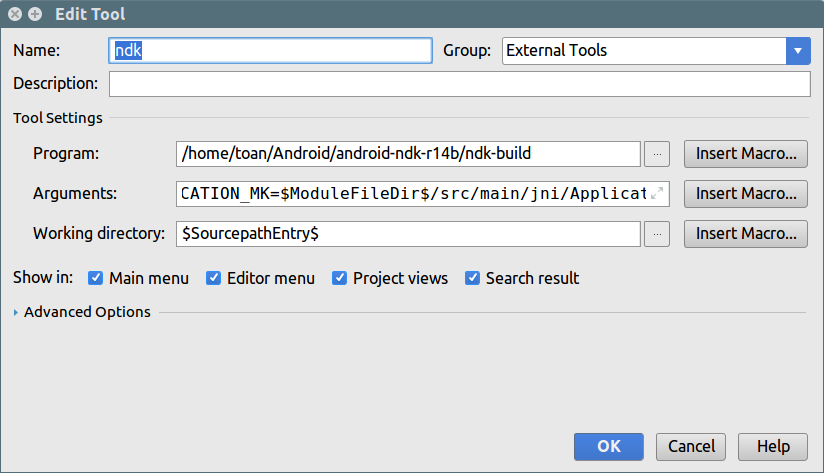 Edit Tool
Name: ndk Group: External Tools
Description:
Tool Settings
Program: /home/toan/Android/android-ndk-r14b/ndk-build ... Insert Macro...
Arguments: CATION_MK=$ModuleFileDir$/src/main/jni/Applicat Insert Macro...
Working directory: $SourcepathEntry$ ... Insert Macro...
Show in: Main menu Editor menu Project views Search result
Advanced Options
OK Cancel Help